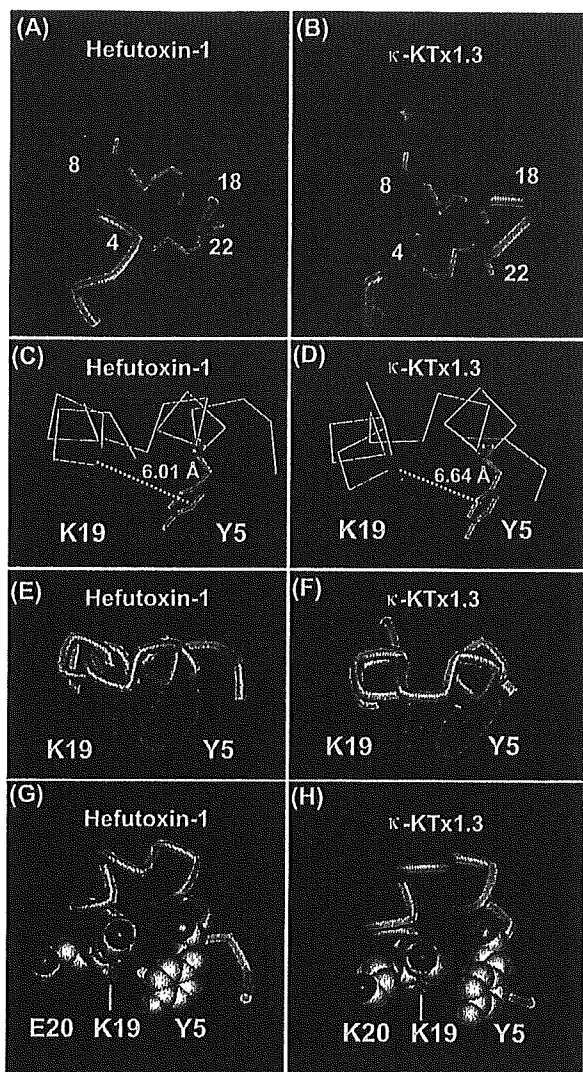 (A)
Hefutoxin-1
8
18
4
22
(B)
κ-KTx1.3
8
18
4
22
(C)
Hefutoxin-1
6.01 Å
K19 Y5
(D)
κ-KTx1.3
6.64 Å
K19 Y5
(E)
Hefutoxin-1
K19 Y5
(F)
κ-KTx1.3
K19 Y5
(G)
Hefutoxin-1
E20 K19 Y5
(H)
κ-KTx1.3
K20 K19 Y5